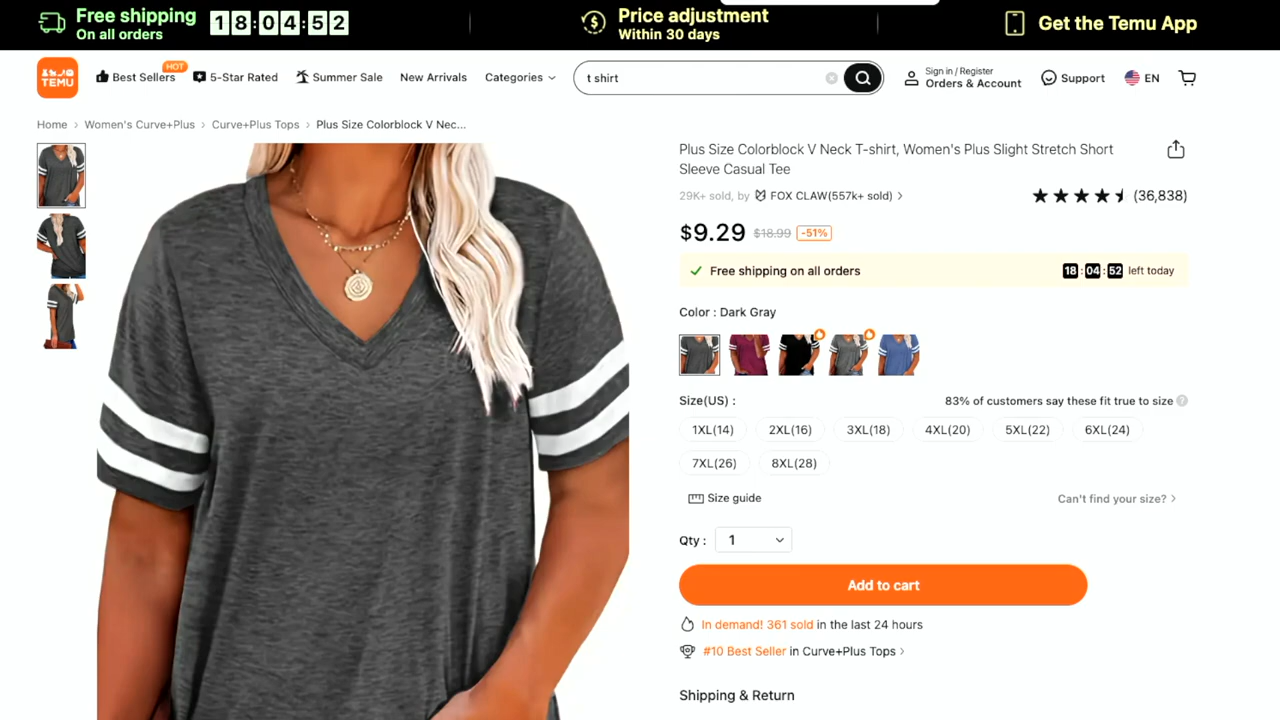 Free shipping
On all orders
18:04:52
Price adjustment
Within 30 days
Get the Temu App
TEMU
Best Sellers
HOT
5-Star Rated
Summer Sale
New Arrivals
Categories
t shirt
Sign in / Register
Orders & Account
Support
EN
Home › Women's Curve+Plus › Curve+Plus Tops › Plus Size Colorblock V Nec...
Plus Size Colorblock V Neck T-shirt, Women's Plus Slight Stretch Short
Sleeve Casual Tee
29K+ sold, by FOX CLAW(557k+ sold) ›
(36,838)
$9.29 $18.99 -51%
Free shipping on all orders
18:04:52 left today
Color : Dark Gray
Size(US) :
83% of customers say these fit true to size ?
1XL(14) 2XL(16) 3XL(18) 4XL(20) 5XL(22) 6XL(24)
7XL(26) 8XL(28)
Size guide
Can't find your size? ›
Qty : 1
Add to cart
In demand! 361 sold in the last 24 hours
#10 Best Seller in Curve+Plus Tops ›
Shipping & Return